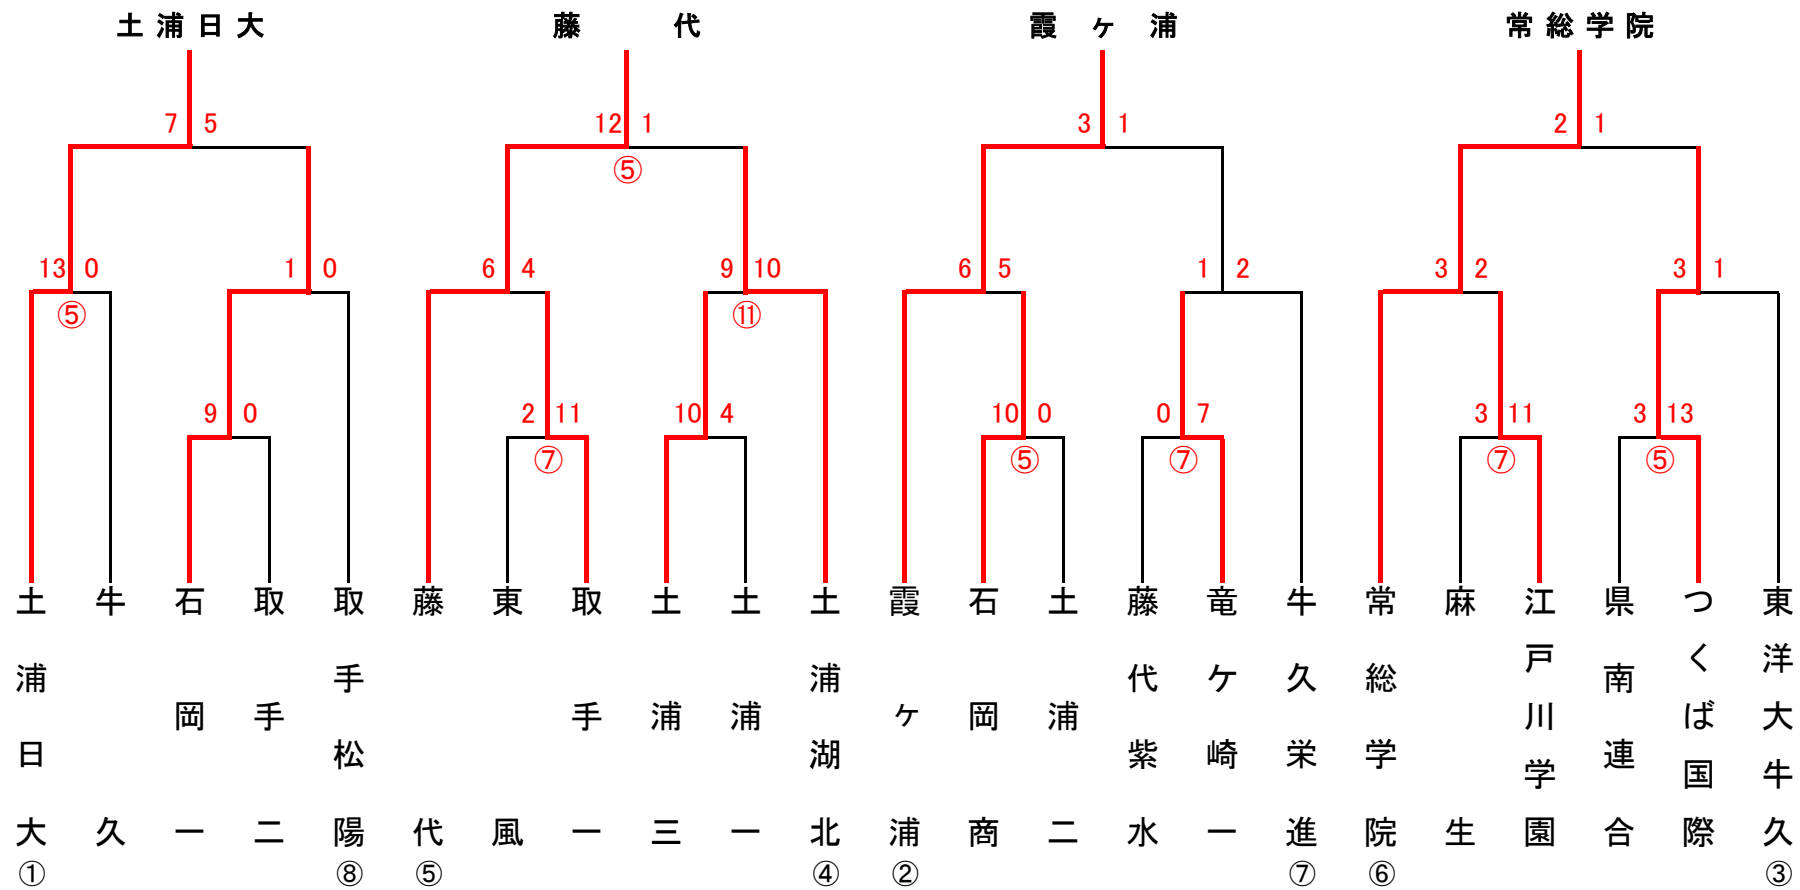 土浦日大 藤代 霞ヶ浦 常総学院
7 5 12 1 3 1 2 1
⑤
13 0 1 0 6 4 9 10 6 5 1 2 3 2 3 1
⑤ ⑪
9 0 2 11 10 4 10 0 0 7 3 11 3 13
⑦ ⑤ ⑦ ⑦ ⑤
土浦日大①
牛久
石岡一
取手二
取手松陽⑧
藤代⑤
東風
取手一
土浦三
土浦一
土浦湖北④
霞ヶ浦②
石岡商
土浦二
藤代紫水
竜ケ崎一
牛久栄進⑦
常総学院⑥
麻生
江戸川学園
県南連合
つくば国際
東洋大牛久③